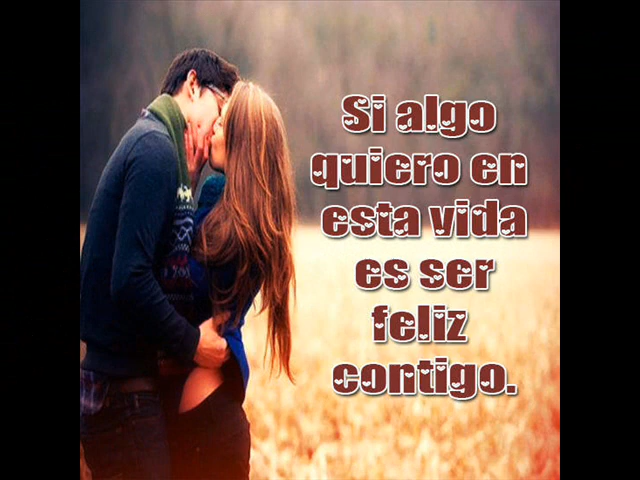 Si algo
quiero en
esta vida
es ser
feliz
contigo.